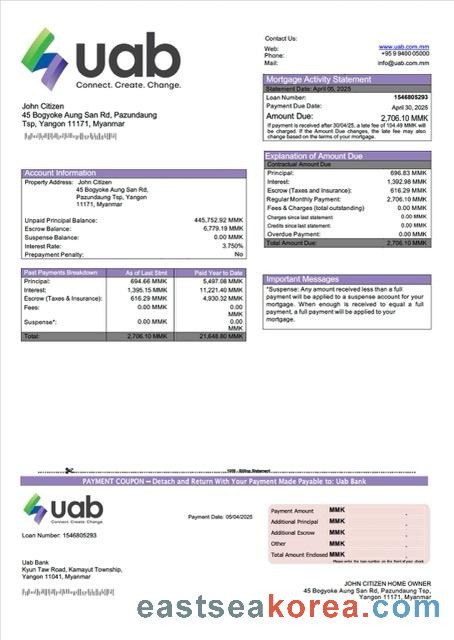 uab
Connect. Create. Change.
Contact Us:
Web: www.uab.com.mm
Phone: +95 9 9400 05000
Mail: info@uab.com.mm
John Citizen
45 Bogyoke Aung San Rd, Pazundaung
Tsp, Yangon 11171, Myanmar
Mortgage Activity Statement
Statement Date: April 05, 2025
Loan Number: 1546805293
Payment Due Date: April 30, 2025
Amount Due: 2,706.10 MMK
If payment is received after 30/04/25, a late fee of 104.49 MMK will
be charged. If the Amount Due changes, the late fee may also
change based on the terms of your mortgage.
Explanation of Amount Due
Contractual Amount Due
Principal: 696.83 MMK
Interest: 1,392.98 MMK
Escrow (Taxes and Insurance): 616.29 MMK
Regular Monthly Payment: 2,706.10 MMK
Fees & Charges (total outstanding) 0.00 MMK
Charges since last statement 0.00 MMK
Credits since last statement 0.00 MMK
Overdue Payment: 0.00 MMK
Total Amount Due: 2,706.10 MMK
Account Information
Property Address: John Citizen
45 Bogyoke Aung San Rd,
Pazundaung Tsp, Yangon
11171, Myanmar
Unpaid Principal Balance: 445,752.92 MMK
Escrow Balance: 6,779.19 MMK
Suspense Balance: 0.00 MMK
Interest Rate: 3.750%
Prepayment Penalty: No
Past Payments Breakdown As of Last Stmt Paid Year to Date
Principal: 694.66 MMK 5,497.08 MMK
Interest: 1,395.15 MMK 11,221.40 MMK
Escrow (Taxes & Insurance): 616.29 MMK 4,930.32 MMK
Fees: 0.00 MMK 0.00
MMK
Suspense*: 0.00 MMK 0.00
MMK
Total: 2,706.10 MMK 21,648.80 MMK
Important Messages
*Suspense: Any amount received less than a full
payment will be applied to a suspense account for your
mortgage. When enough is received to equal a full
payment, a full payment will be applied to your
mortgage.
Billing Statement
PAYMENT COUPON – Detach and Return With Your Payment Made Payable to: Uab Bank
uab
Connect. Create. Change.
Loan Number: 1546805293
Payment Date: 05/04/2025
Payment Amount MMK .
Additional Principal MMK .
Additional Escrow MMK .
Other MMK .
Total Amount Enclosed MMK .
Please write the loan number on the front of your check.
Uab Bank
Kyun Taw Road, Kamayut Township,
Yangon 11041, Myanmar
JOHN CITIZEN HOME OWNER
45 Bogyoke Aung San Rd, Pazundaung Tsp,
Yangon 11171, Myanmar
eastseakorea.com